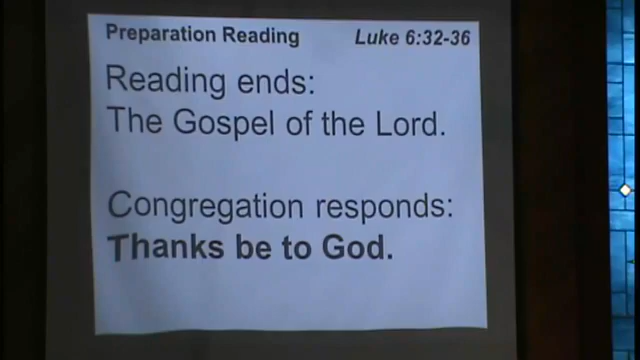 Preparation Reading Luke 6:32-36
Reading ends:
The Gospel of the Lord.
Congregation responds:
Thanks be to God.